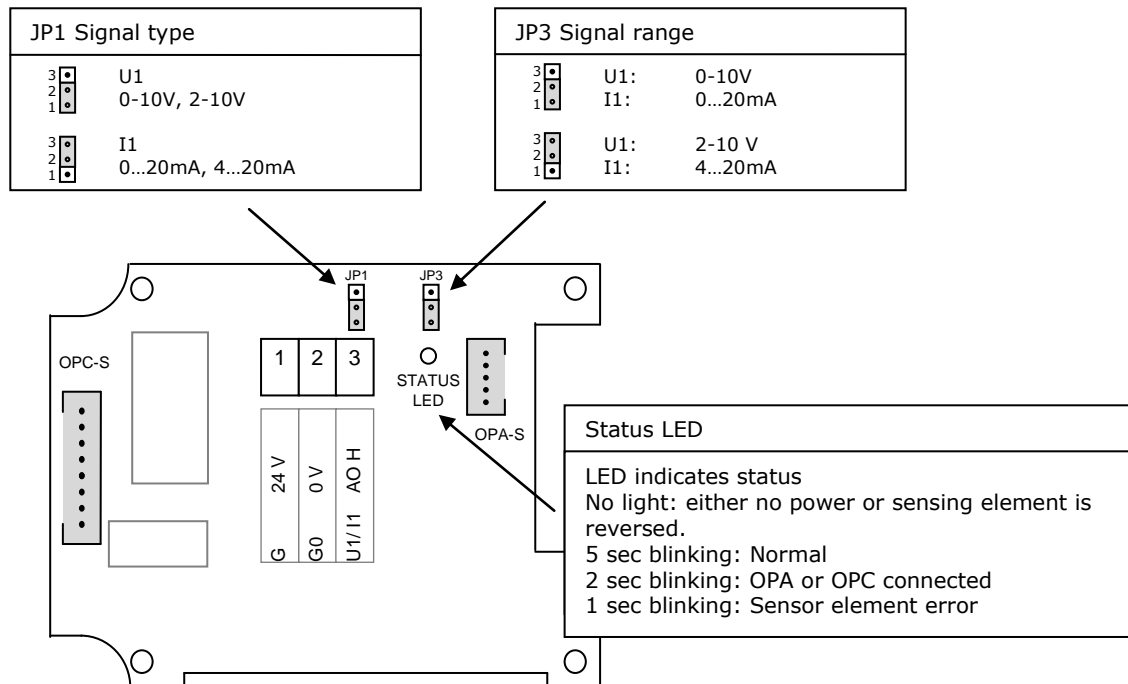 JP1 Signal type
3
2
1
U1
0-10V, 2-10V
3
2
1
I1
0...20mA, 4...20mA
JP3 Signal range
3
2
1
U1: 0-10V
I1: 0...20mA
3
2
1
U1: 2-10 V
I1: 4...20mA
JP1
JP3
OPC-S
1 2 3
STATUS
LED
OPA-S
G 24 V
G0 0 V
U1/ I1 AO H
Status LED
LED indicates status
No light: either no power or sensing element is
reversed.
5 sec blinking: Normal
2 sec blinking: OPA or OPC connected
1 sec blinking: Sensor element error